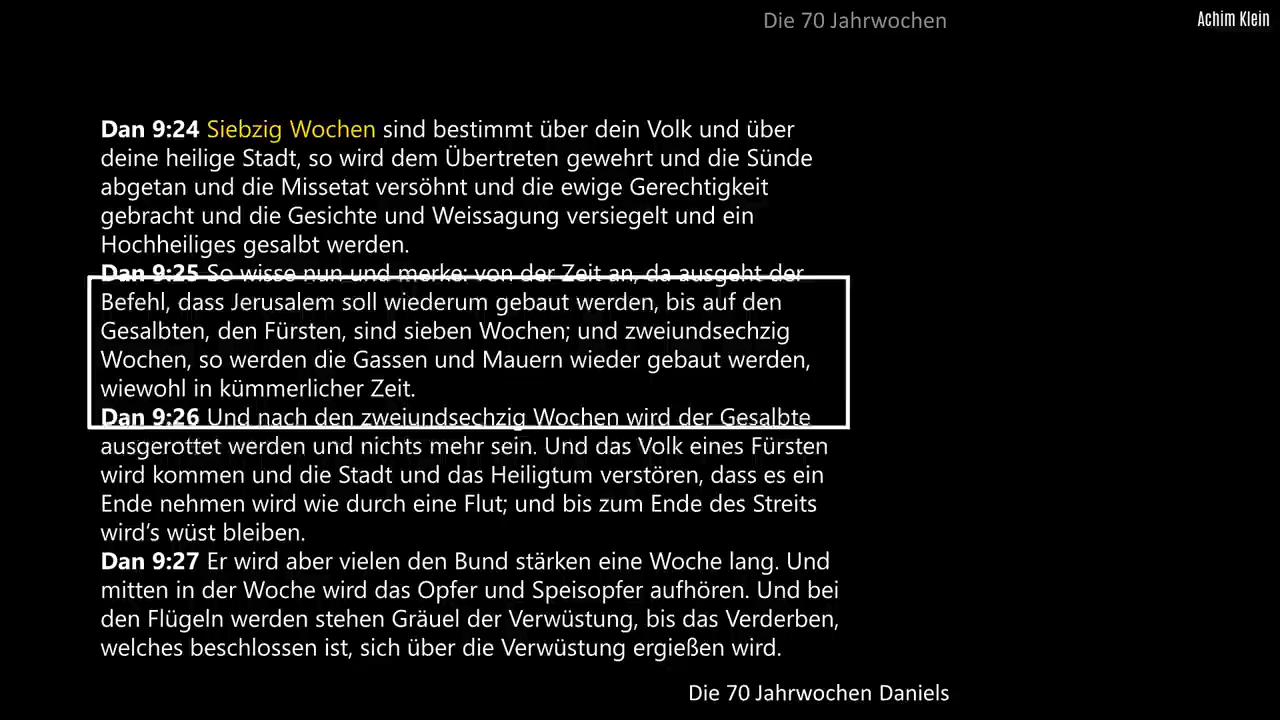 Die 70 Jahrwochen
Achim Klein
Dan 9:24 Siebzig Wochen sind bestimmt über dein Volk und über
deine heilige Stadt, so wird dem Übertreten gewehrt und die Sünde
abgetan und die Missetat versöhnt und die ewige Gerechtigkeit
gebracht und die Gesichte und Weissagung versiegelt und ein
Hochheiliges gesalbt werden.
Dan 9:25 So wisse nun und merke: von der Zeit an, da ausgeht der
Befehl, dass Jerusalem soll wiederum gebaut werden, bis auf den
Gesalbten, den Fürsten, sind sieben Wochen; und zweiundsechzig
Wochen, so werden die Gassen und Mauern wieder gebaut werden,
wiewohl in kümmerlicher Zeit.
Dan 9:26 Und nach den zweiundsechzig Wochen wird der Gesalbte
ausgerottet werden und nichts mehr sein. Und das Volk eines Fürsten
wird kommen und die Stadt und das Heiligtum verstören, dass es ein
Ende nehmen wird wie durch eine Flut; und bis zum Ende des Streits
wird’s wüst bleiben.
Dan 9:27 Er wird aber vielen den Bund stärken eine Woche lang. Und
mitten in der Woche wird das Opfer und Speisopfer aufhören. Und bei
den Flügeln werden stehen Gräuel der Verwüstung, bis das Verderben,
welches beschlossen ist, sich über die Verwüstung ergießen wird.
Die 70 Jahrwochen Daniels